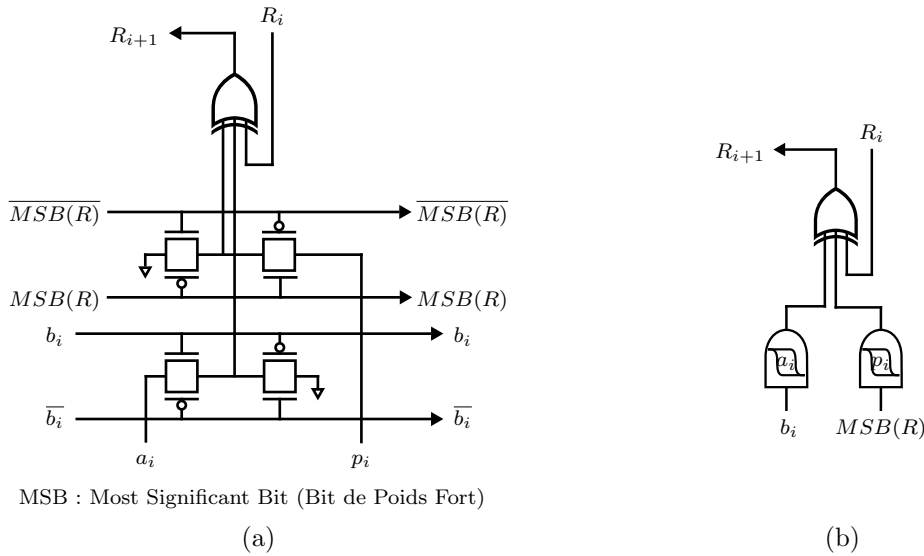 R_i
R_{i+1}
R_i
R_{i+1}
\overline{MSB(R)} \overline{MSB(R)}
MSB(R) MSB(R)
b_i b_i
a_i p_i
\overline{b_i} \overline{b_i}
b_i MSB(R)
a_i p_i
MSB : Most Significant Bit (Bit de Poids Fort)
(a) (b)